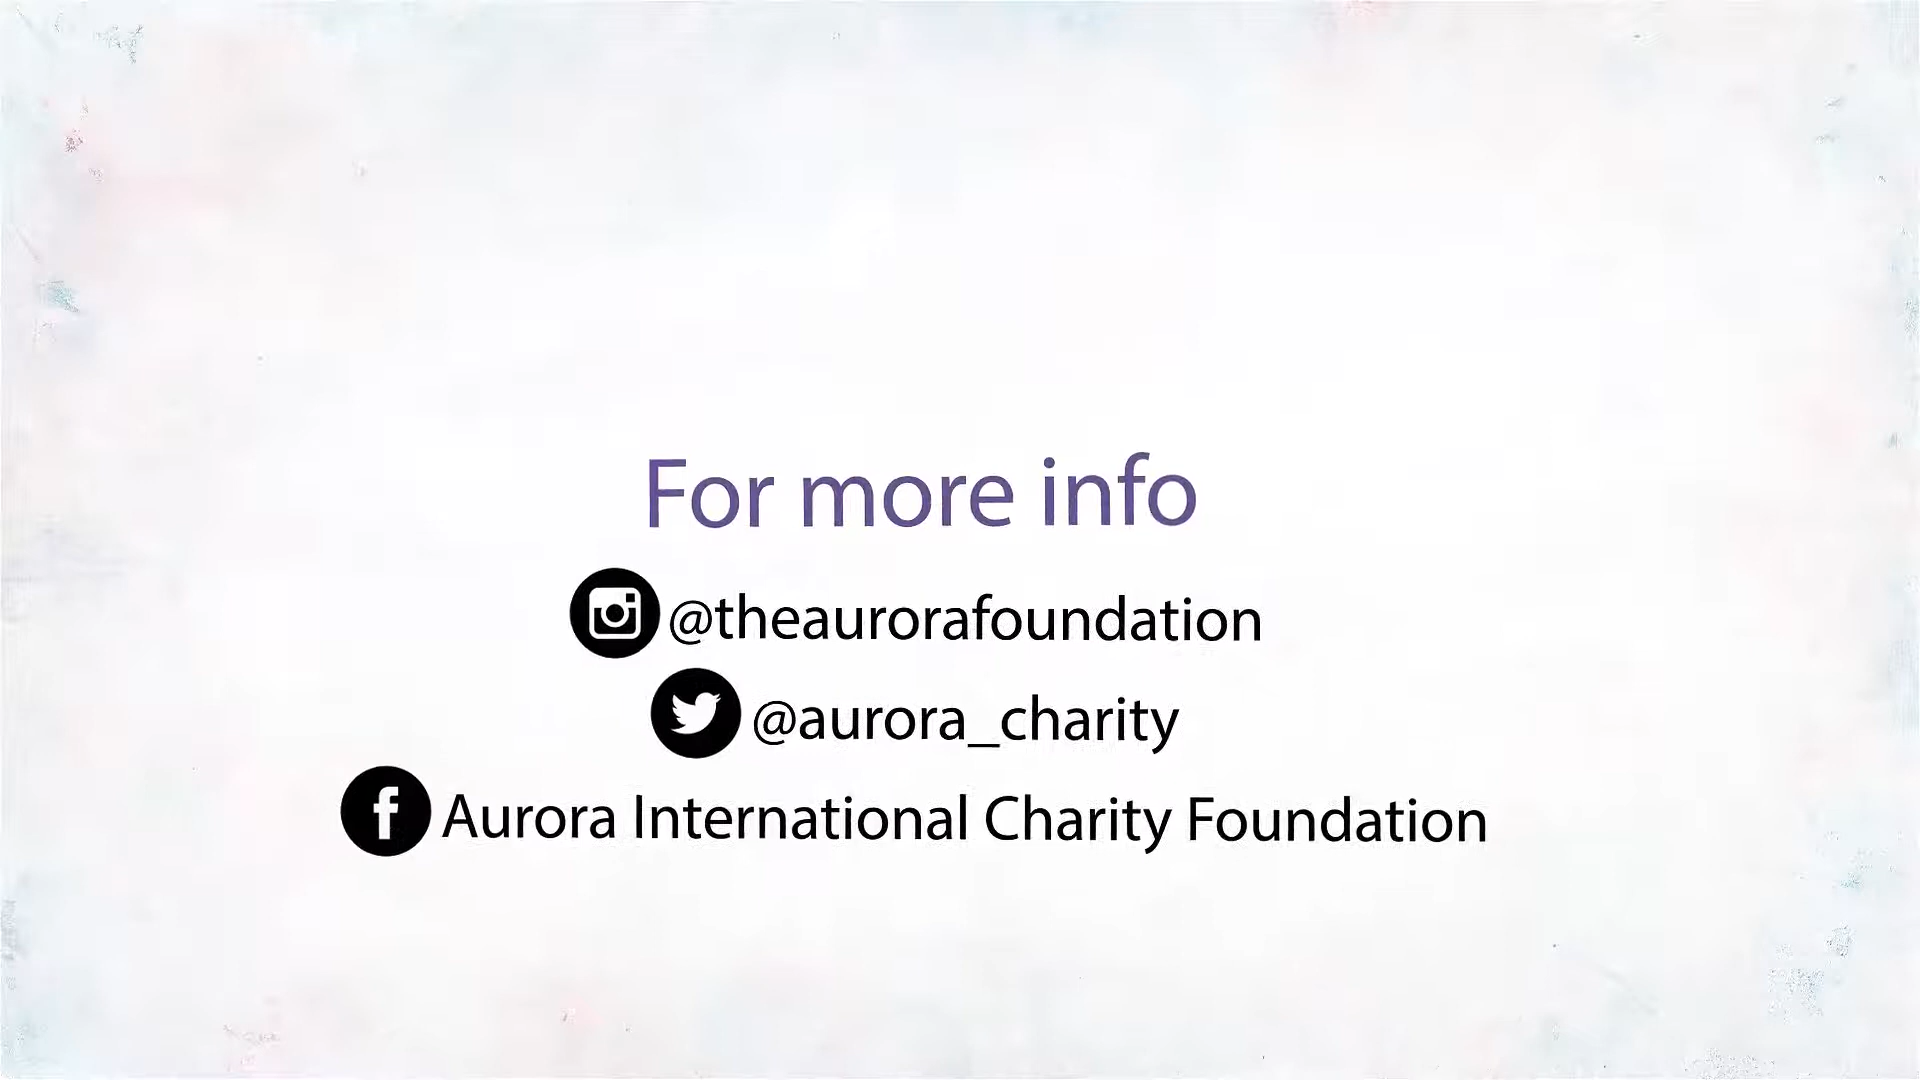 For more info
@theaurorafoundation
@aurora_charity
Aurora International Charity Foundation